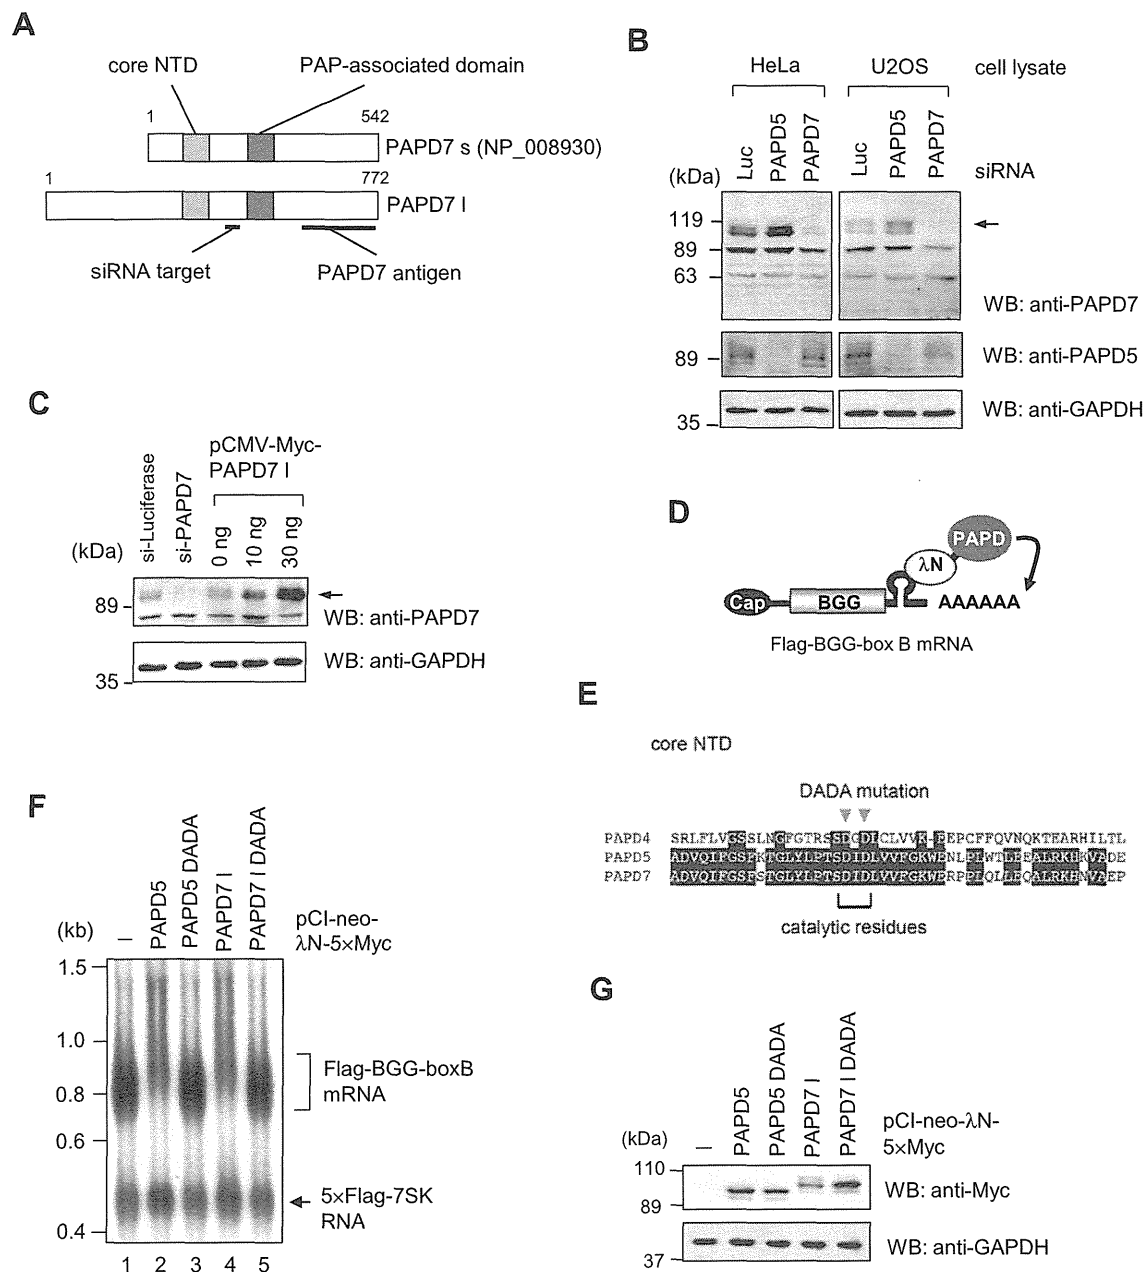 A
core NTD
PAP-associated domain
1
542
PAPD7 s (NP_008930)
1
772
PAPD7 l
siRNA target
PAPD7 antigen
B
HeLa
U2OS
cell lysate
Luc
PAPD5
PAPD7
Luc
PAPD5
PAPD7
siRNA
(kDa)
119
89
63
WB: anti-PAPD7
89
WB: anti-PAPD5
35
WB: anti-GAPDH
C
si-Luciferase
si-PAPD7
pCMV-Myc-
PAPD7 l
0 ng
10 ng
30 ng
(kDa)
89
WB: anti-PAPD7
WB: anti-GAPDH
35
D
PAPD
λN
Cap
BGG
AAAAAA
Flag-BGG-box B mRNA
E
core NTD
DADA mutation
PAPD4 SRLFLVGSSLNGFGTRSSDGDLCLVVK-EEPCFFQVNQKTEARHILTL
PAPD5 ADVQIFGSFKTGLYLPTSDIDLVVFGKWENLPLWTLEEALRKHKVADE
PAPD7 ADVQIFGSFSTGLYLPTSDIDLVVFGKWERPPLQLLEQALRKHNVAEP
catalytic residues
F
–
PAPD5
PAPD5 DADA
PAPD7 l
PAPD7 l DADA
pCI-neo-
λN-5×Myc
(kb)
1.5
1.0
0.8
0.6
0.4
Flag-BGG-boxB
mRNA
5×Flag-7SK
RNA
1 2 3 4 5
G
–
PAPD5
PAPD5 DADA
PAPD7 l
PAPD7 l DADA
pCI-neo-λN-
5×Myc
(kDa)
110
89
WB: anti-Myc
37
WB: anti-GAPDH